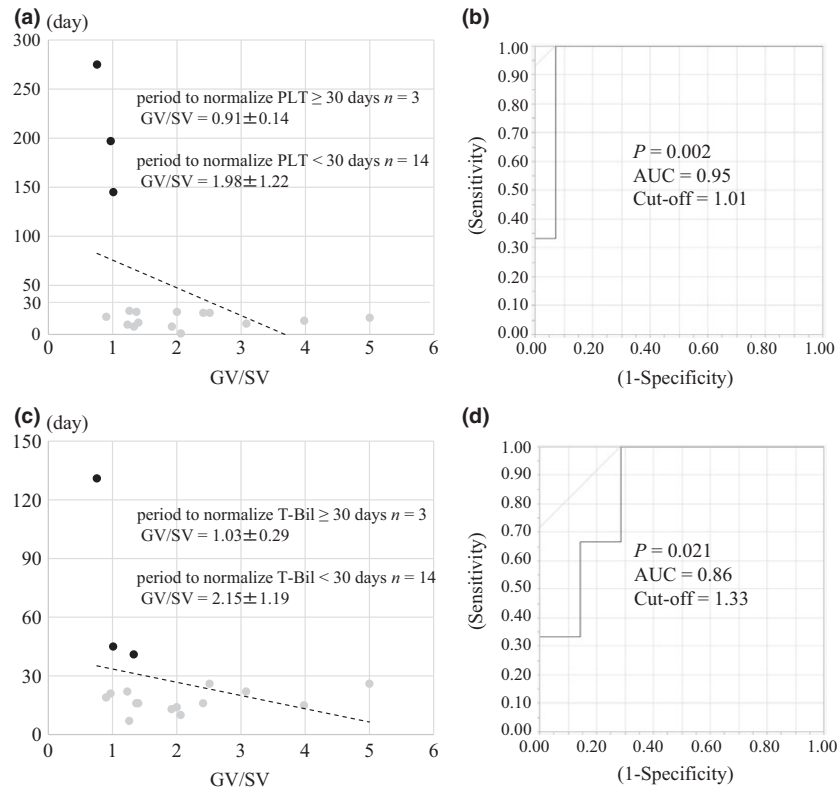 (a) (day)
300
250
200
150
100
50
30
0
period to normalize PLT ≥ 30 days n = 3
GV/SV = 0.91±0.14
period to normalize PLT < 30 days n = 14
GV/SV = 1.98±1.22
0 1 2 3 4 5 6
GV/SV
(b)
(Sensitivity)
1.00
0.90
0.80
0.70
0.60
0.50
0.40
0.30
0.20
0.10
0.00
P = 0.002
AUC = 0.95
Cut-off = 1.01
0.00 0.20 0.40 0.60 0.80 1.00
(1-Specificity)
(c) (day)
150
120
90
60
30
0
period to normalize T-Bil ≥ 30 days n = 3
GV/SV = 1.03±0.29
period to normalize T-Bil < 30 days n = 14
GV/SV = 2.15±1.19
0 1 2 3 4 5 6
GV/SV
(d)
(Sensitivity)
1.00
0.90
0.80
0.70
0.60
0.50
0.40
0.30
0.20
0.10
0.00
P = 0.021
AUC = 0.86
Cut-off = 1.33
0.00 0.20 0.40 0.60 0.80 1.00
(1-Specificity)